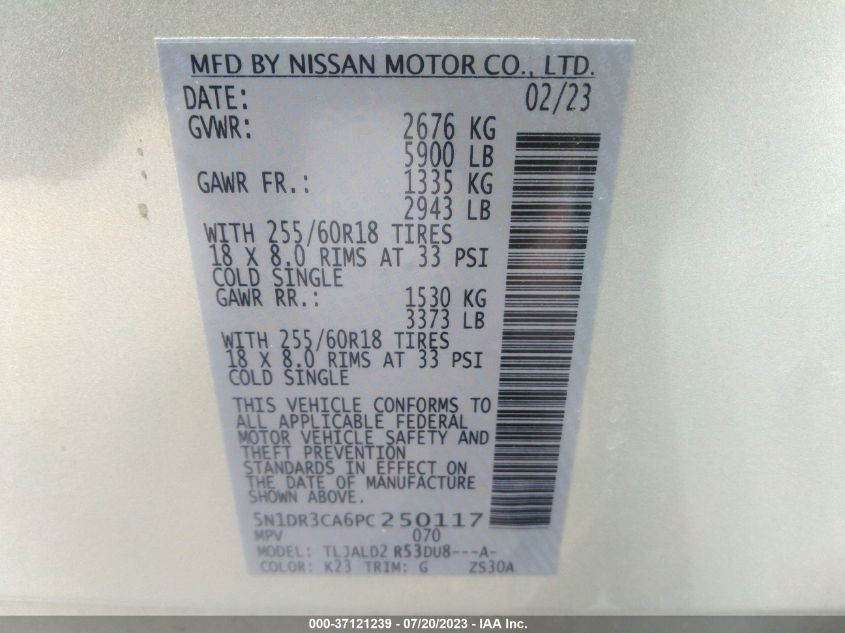 MFD BY NISSAN MOTOR CO., LTD.
DATE: 02/23
GVWR: 2676 KG
5900 LB
GAWR FR.: 1335 KG
2943 LB
WITH 255/60R18 TIRES
18 X 8.0 RIMS AT 33 PSI
COLD SINGLE
GAWR RR.: 1530 KG
3373 LB
WITH 255/60R18 TIRES
18 X 8.0 RIMS AT 33 PSI
COLD SINGLE
THIS VEHICLE CONFORMS TO
ALL APPLICABLE FEDERAL
MOTOR VEHICLE SAFETY AND
THEFT PREVENTION
STANDARDS IN EFFECT ON
THE DATE OF MANUFACTURE
SHOWN ABOVE.
5N1DR3CA6PC250117
MPV 070
MODEL: TLJALD2 R53DU8---A-
COLOR: K23 TRIM: G ZS30A
000-37121239 - 07/20/2023 - IAA Inc.